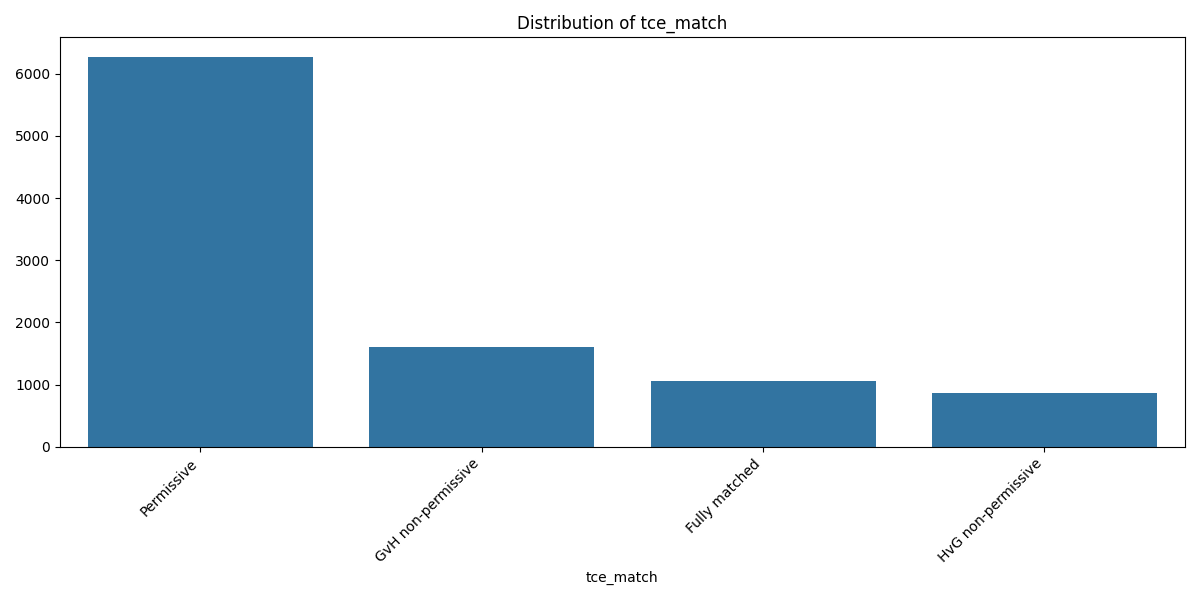 Distribution of tce_match
6000
5000
4000
3000
2000
1000
0
Permissive
GvH non-permissive
Fully matched
HvG non-permissive
tce_match